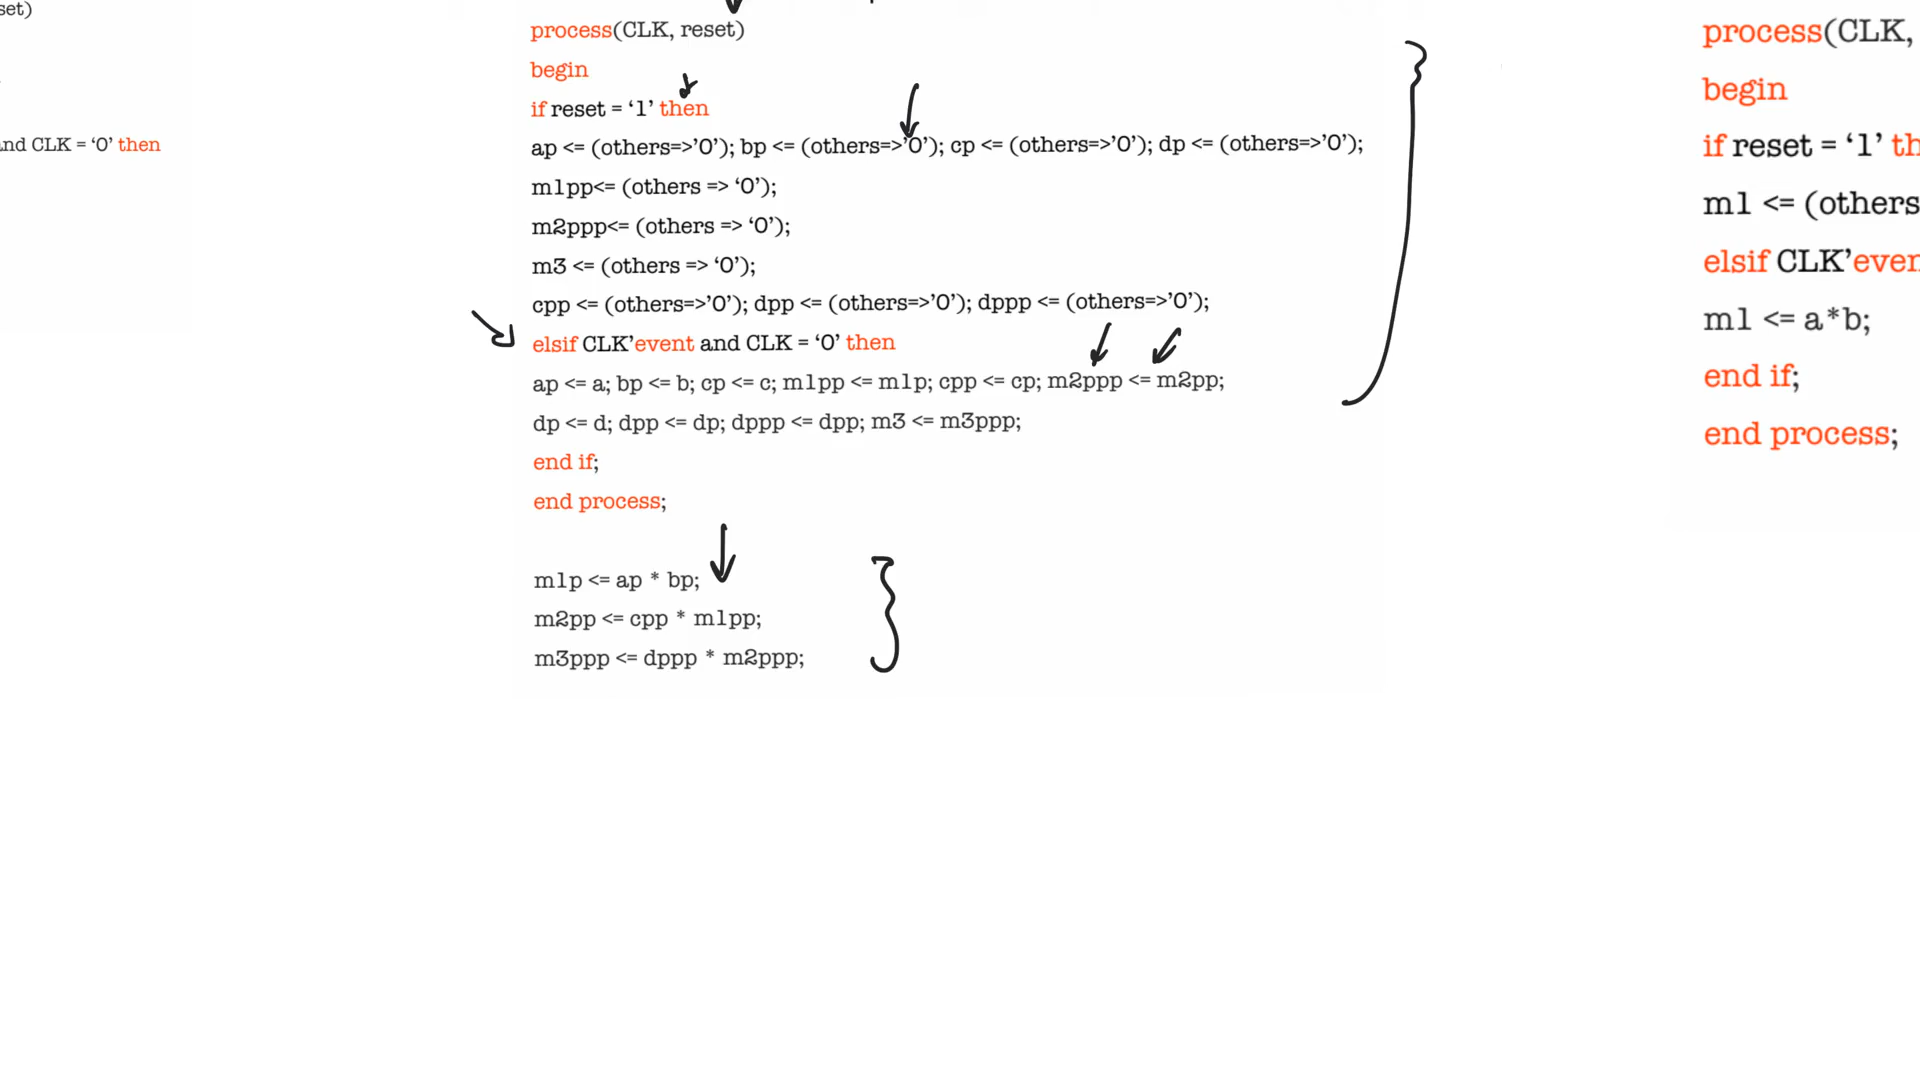 set)
nd CLK = ‘0’ then
process(CLK, reset)
begin
if reset = ‘1’ then
ap <= (others=>’0’); bp <= (others=>’0’); cp <= (others=>’0’); dp <= (others=>’0’);
m1pp<= (others => ‘0’);
m2ppp<= (others => ‘0’);
m3 <= (others => ‘0’);
cpp <= (others=>’0’); dpp <= (others=>’0’); dppp <= (others=>’0’);
elsif CLK’event and CLK = ‘0’ then
ap <= a; bp <= b; cp <= c; m1pp <= m1p; cpp <= cp; m2ppp <= m2pp;
dp <= d; dpp <= dp; dppp <= dpp; m3 <= m3ppp;
end if;
end process;
m1p <= ap * bp;
m2pp <= cpp * m1pp;
m3ppp <= dppp * m2ppp;
process(CLK,
begin
if reset = ‘1’ th
m1 <= (others
elsif CLK’even
m1 <= a*b;
end if;
end process;